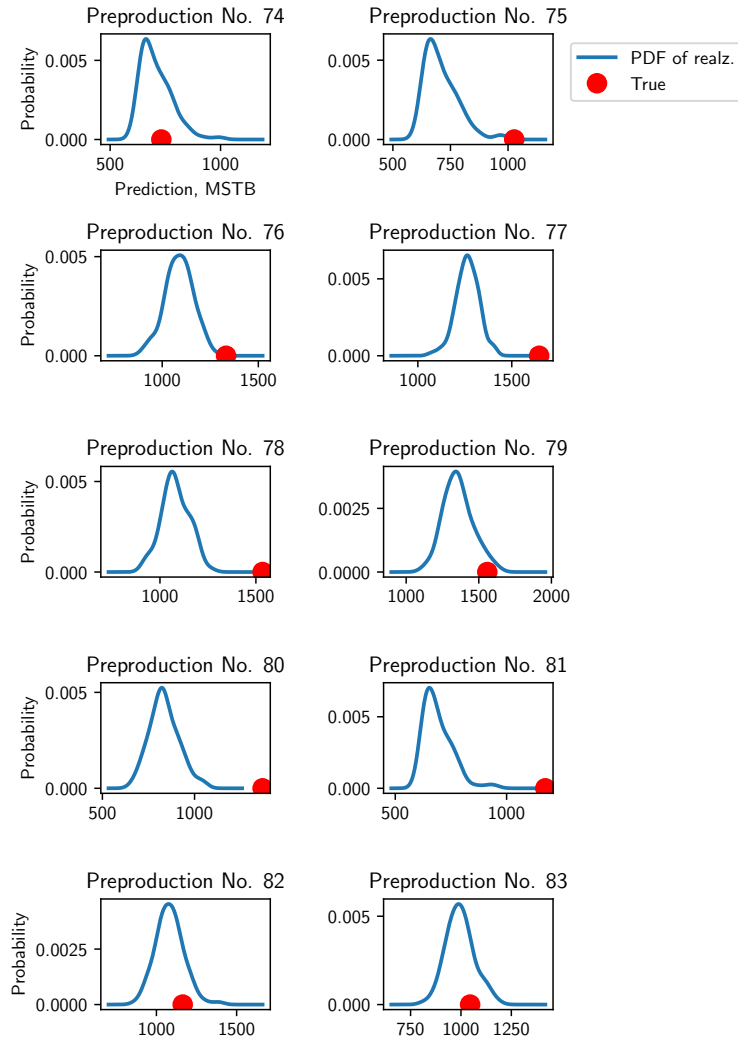 Preproduction No. 74
Preproduction No. 75
PDF of realz.
True
0.005
0.000
500
1000
Probability
Prediction, MSTB
0.005
0.000
500
750
1000
Preproduction No. 76
Preproduction No. 77
0.005
0.000
1000
1500
Probability
0.005
0.000
1000
1500
Preproduction No. 78
Preproduction No. 79
0.005
0.000
1000
1500
Probability
0.0025
0.0000
1000
1500
2000
Preproduction No. 80
Preproduction No. 81
0.005
0.000
500
1000
Probability
0.005
0.000
500
1000
Preproduction No. 82
Preproduction No. 83
0.0025
0.0000
1000
1500
Probability
0.005
0.000
750
1000
1250